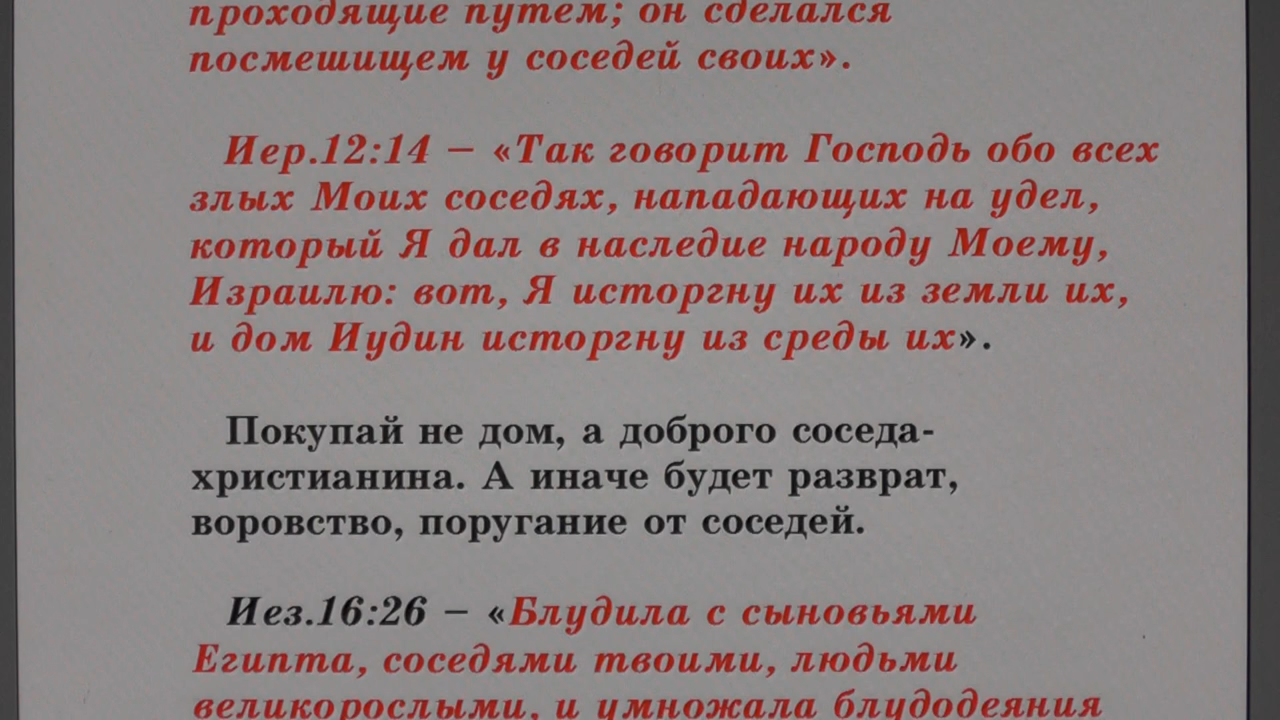 проходящие путем; он сделался
посмешищем у соседей своих».
Иер.12:14 – «Так говорит Господь обо всех
злых Моих соседях, нападающих на удел,
который Я дал в наследие народу Моему,
Израилю: вот, Я исторгну их из земли их,
и дом Иудин исторгну из среды их».
Покупай не дом, а доброго соседа-
христианина. А иначе будет разврат,
воровство, поругание от соседей.
Иез.16:26 – «Блудила с сыновьями
Египта, соседями твоими, людьми
великорослыми, и умножала блудодеяния